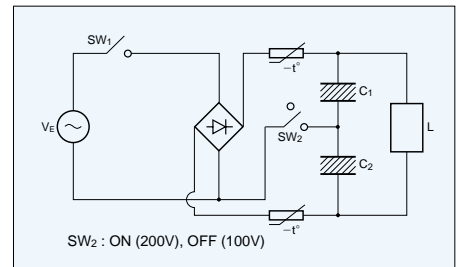 SW1
−t°
C1
VE
SW2
L
C2
−t°
SW2 : ON (200V), OFF (100V)